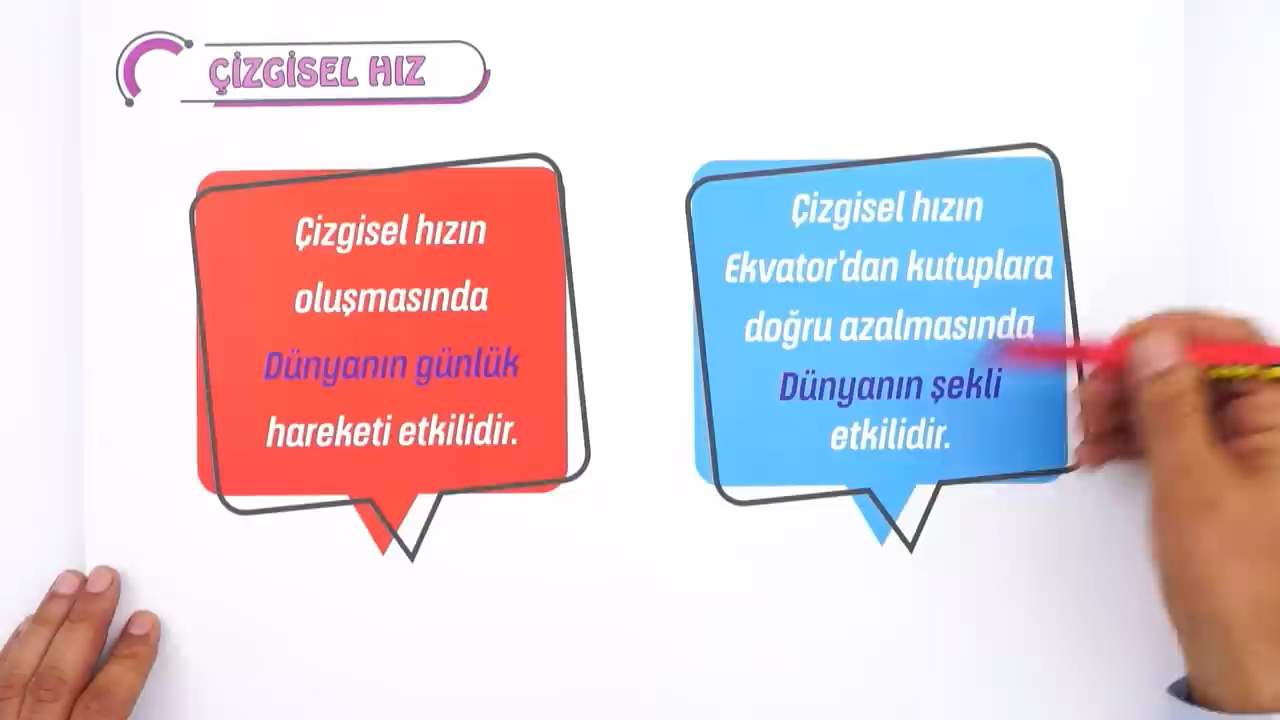 ÇİZGİSEL HIZ
Çizgisel hızın
oluşmasında
Dünyanın günlük
hareketi etkilidir.
Çizgisel hızın
Ekvator'dan kutuplara
doğru azalmasında
Dünyanın şekli
etkilidir.